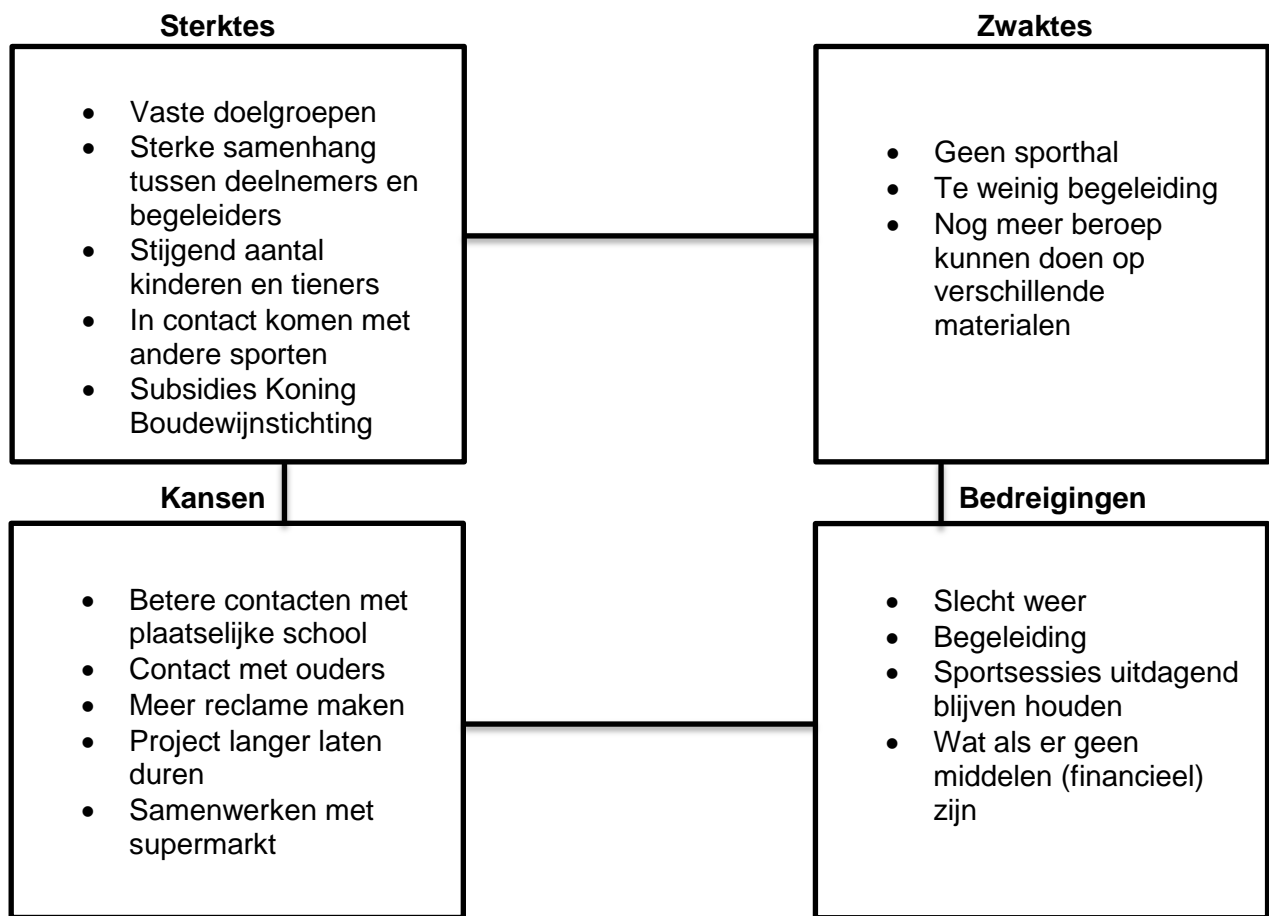 Sterktes
• Vaste doelgroepen
• Sterke samenhang
tussen deelnemers en
begeleiders
• Stijgend aantal
kinderen en tieners
• In contact komen met
andere sporten
• Subsidies Koning
Boudewijnstichting
Zwaktes
• Geen sporthal
• Te weinig begeleiding
• Nog meer beroep
kunnen doen op
verschillende
materialen
Kansen
• Betere contacten met
plaatselijke school
• Contact met ouders
• Meer reclame maken
• Project langer laten
duren
• Samenwerken met
supermarkt
Bedreigingen
• Slecht weer
• Begeleiding
• Sportsessies uitdagend
blijven houden
• Wat als er geen
middelen (financieel)
zijn